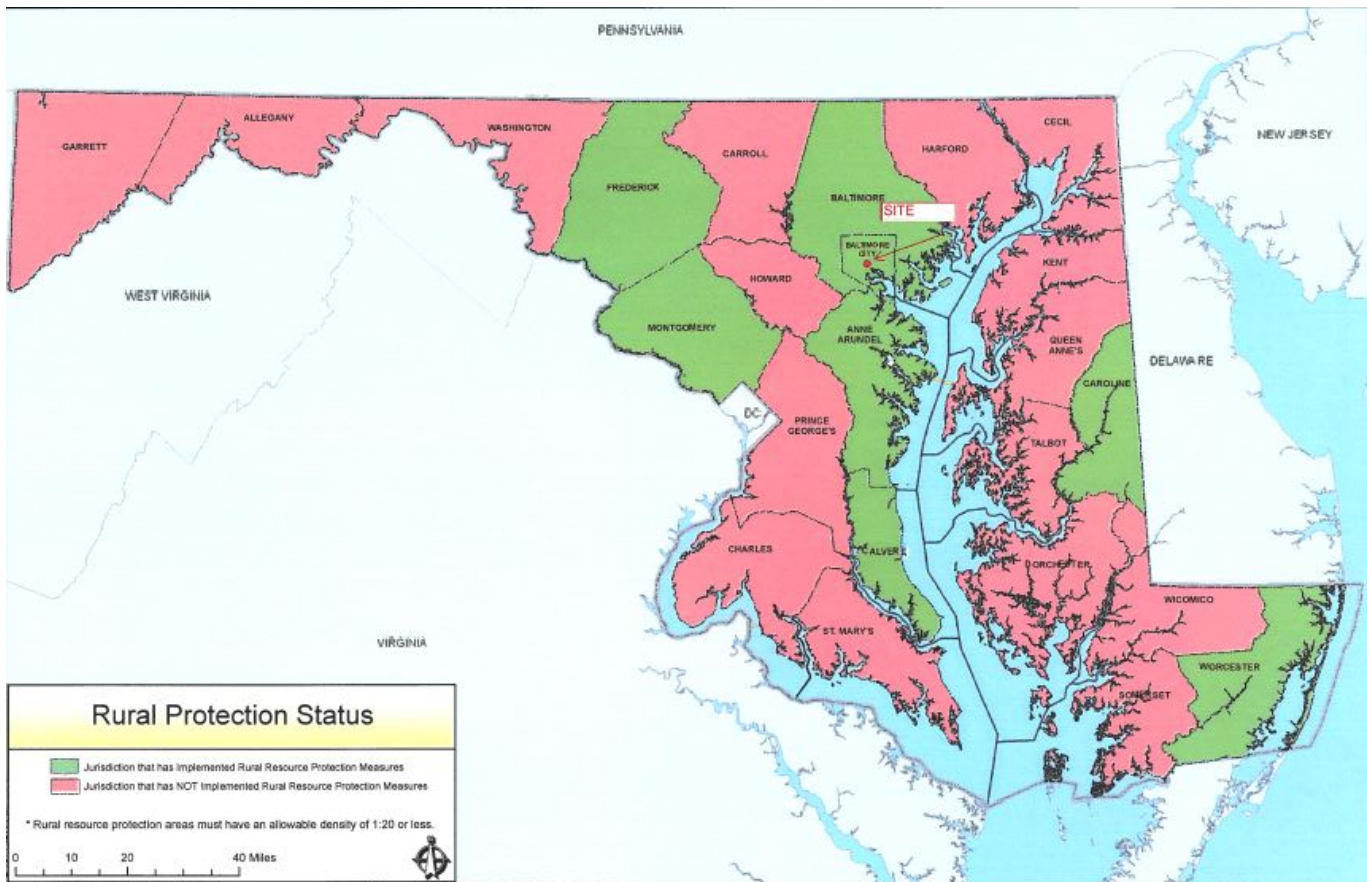 PENNSYLVANIA
NEW JERSEY
GARRETT
ALLEGANY
WASHINGTON
FREDERICK
CARROLL
BALTIMORE
HARFORD
CECIL
SITE
BALTIMORE
CITY
KENT
HOWARD
WEST VIRGINIA
MONTGOMERY
ANNE
ARUNDEL
QUEEN
ANNE'S
DELAWARE
CAROLINE
DC
PRINCE
GEORGE'S
TALBOT
CHARLES
CALVERT
DORCHESTER
WICOMICO
ST. MARY'S
VIRGINIA
WORCESTER
SOMERSET
Rural Protection Status
Jurisdiction that has Implemented Rural Resource Protection Measures
Jurisdiction that has NOT Implemented Rural Resource Protection Measures
* Rural resource protection areas must have an allowable density of 1:20 or less.
0 10 20 40 Miles